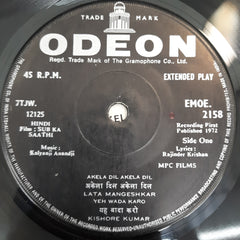 TRADE MARK
ODEON
Regd. Trade Mark of The Gramophone Co., Ltd.
45 R.P.M. EXTENDED PLAY
7TJW. 12125
EMOE. 2158
HINDI Film : SUB KA SAATHI
Recording First Published 1972
Side One
Music: Kalyanji Anandji
Lyrics: Rajinder Krishan
MPC FILMS
AKELA DIL AKELA DIL
अकेला दिल अकेला दिल
LATA MANGESHKAR
YEH WADA KARO
यह वादा करो
KISHORE KUMAR